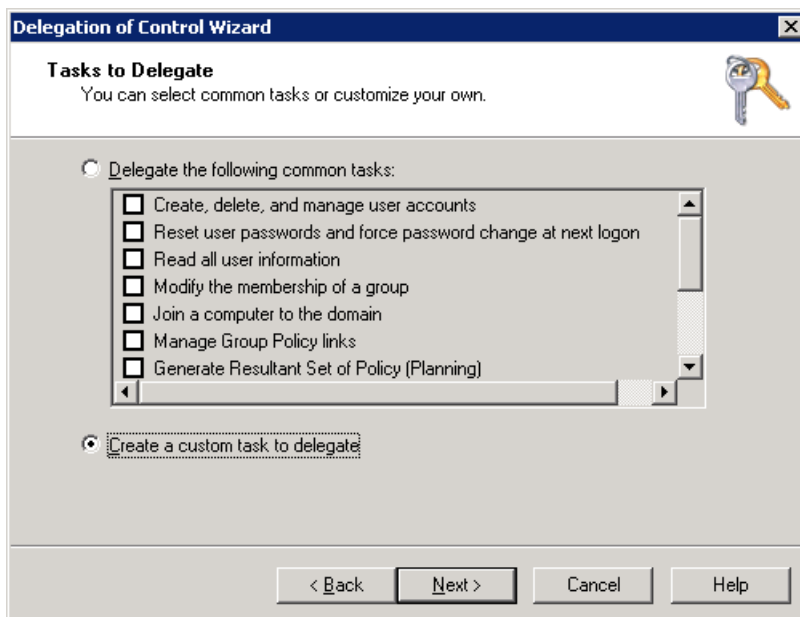 Delegation of Control Wizard
Tasks to Delegate
You can select common tasks or customize your own.
Delegate the following common tasks:
Create, delete, and manage user accounts
Reset user passwords and force password change at next logon
Read all user information
Modify the membership of a group
Join a computer to the domain
Manage Group Policy links
Generate Resultant Set of Policy (Planning)
Create a custom task to delegate
< Back Next > Cancel Help